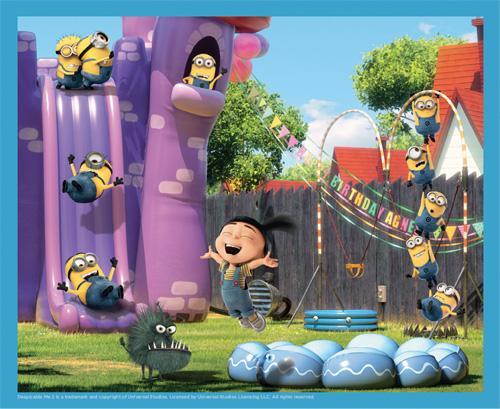 BIRTHDAY AGNE
Despicable Me 2 is a trademark and copyright of Universal Studios. Licensed by Universal Studios Licensing LLC. All rights reserved.